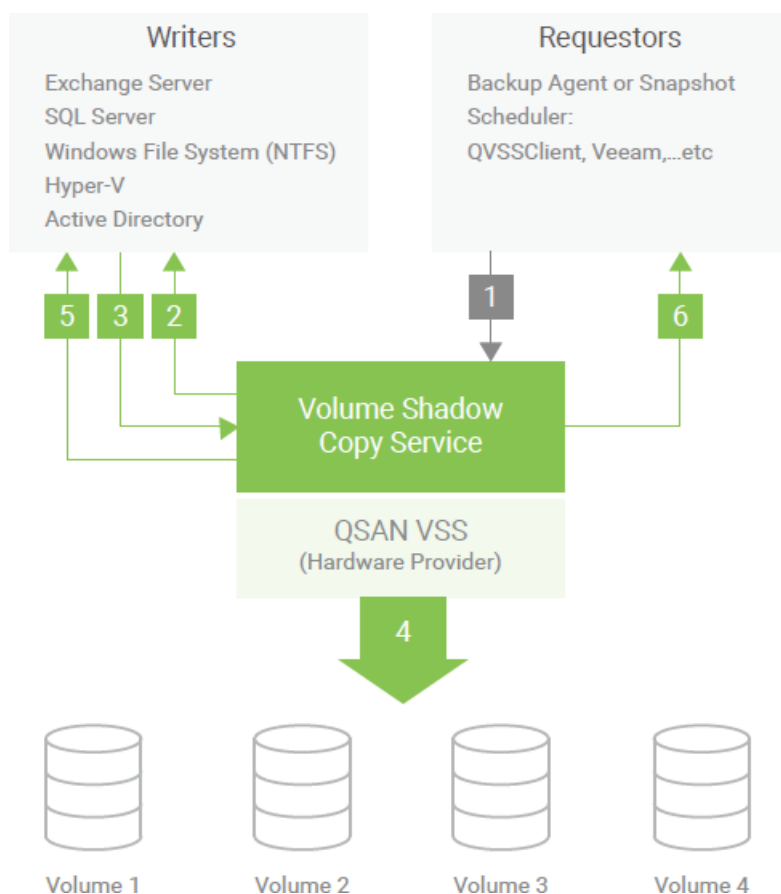 Writers
Exchange Server
SQL Server
Windows File System (NTFS)
Hyper-V
Active Directory
Requestors
Backup Agent or Snapshot
Scheduler:
QVSSClient, Veeam,...etc
5
3
2
1
6
Volume Shadow
Copy Service
QSAN VSS
(Hardware Provider)
4
Volume 1
Volume 2
Volume 3
Volume 4